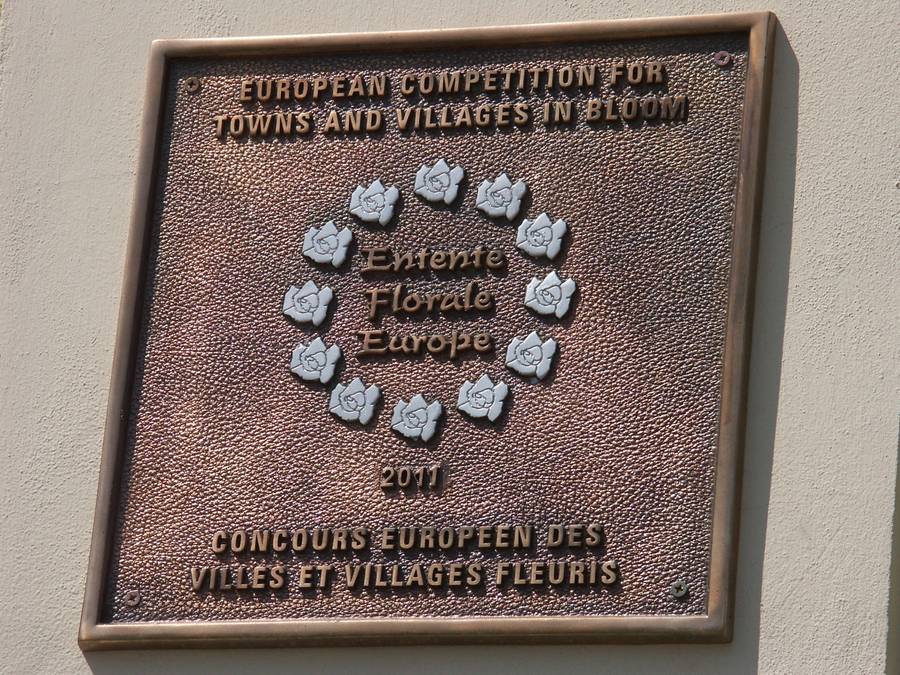 EUROPEAN COMPETITION FOR
TOWNS AND VILLAGES IN BLOOM
Entente
Florale
Europe
2011
CONCOURS EUROPEEN DES
VILLES ET VILLAGES FLEURIS